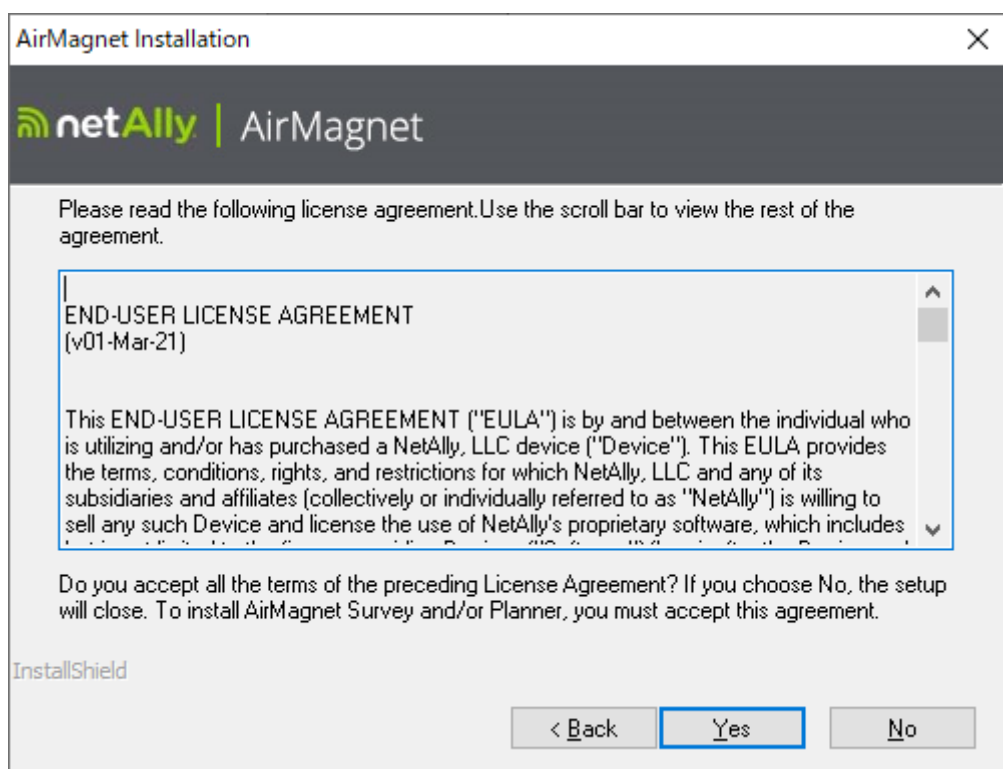 AirMagnet Installation
netAlly | AirMagnet
Please read the following license agreement.Use the scroll bar to view the rest of the
agreement.
END-USER LICENSE AGREEMENT
(v01-Mar-21)
This END-USER LICENSE AGREEMENT ("EULA") is by and between the individual who
is utilizing and/or has purchased a NetAlly, LLC device ("Device"). This EULA provides
the terms, conditions, rights, and restrictions for which NetAlly, LLC and any of its
subsidiaries and affiliates (collectively or individually referred to as "NetAlly") is willing to
sell any such Device and license the use of NetAlly's proprietary software, which includes
Do you accept all the terms of the preceding License Agreement? If you choose No, the setup
will close. To install AirMagnet Survey and/or Planner, you must accept this agreement.
InstallShield
< Back
Yes
No